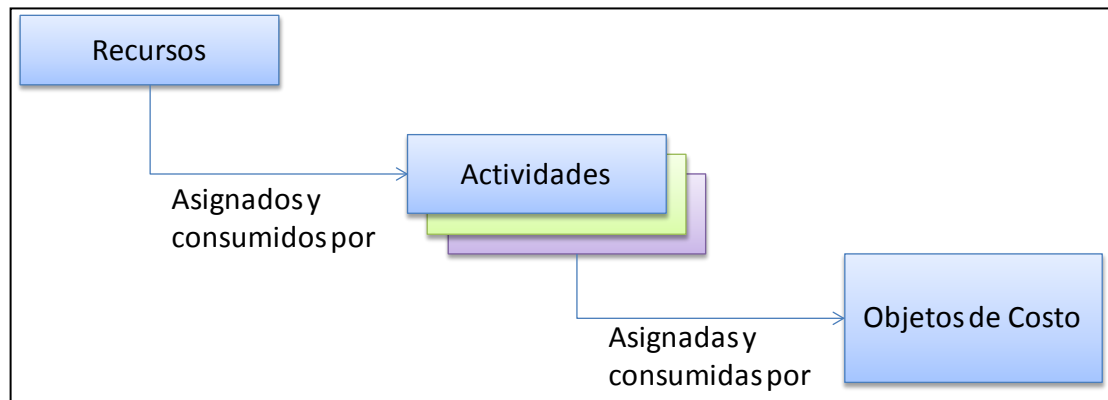 Recursos
Actividades
Asignados y
consumidos por
Objetos de Costo
Asignadas y
consumidas por